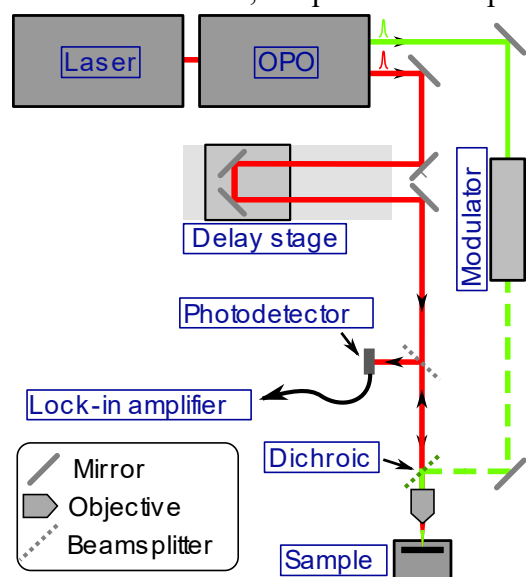 Laser
OPO
Delay stage
Modulator
Photodetector
Lock-in amplifier
Dichroic
Mirror
Objective
Beamsplitter
Sample